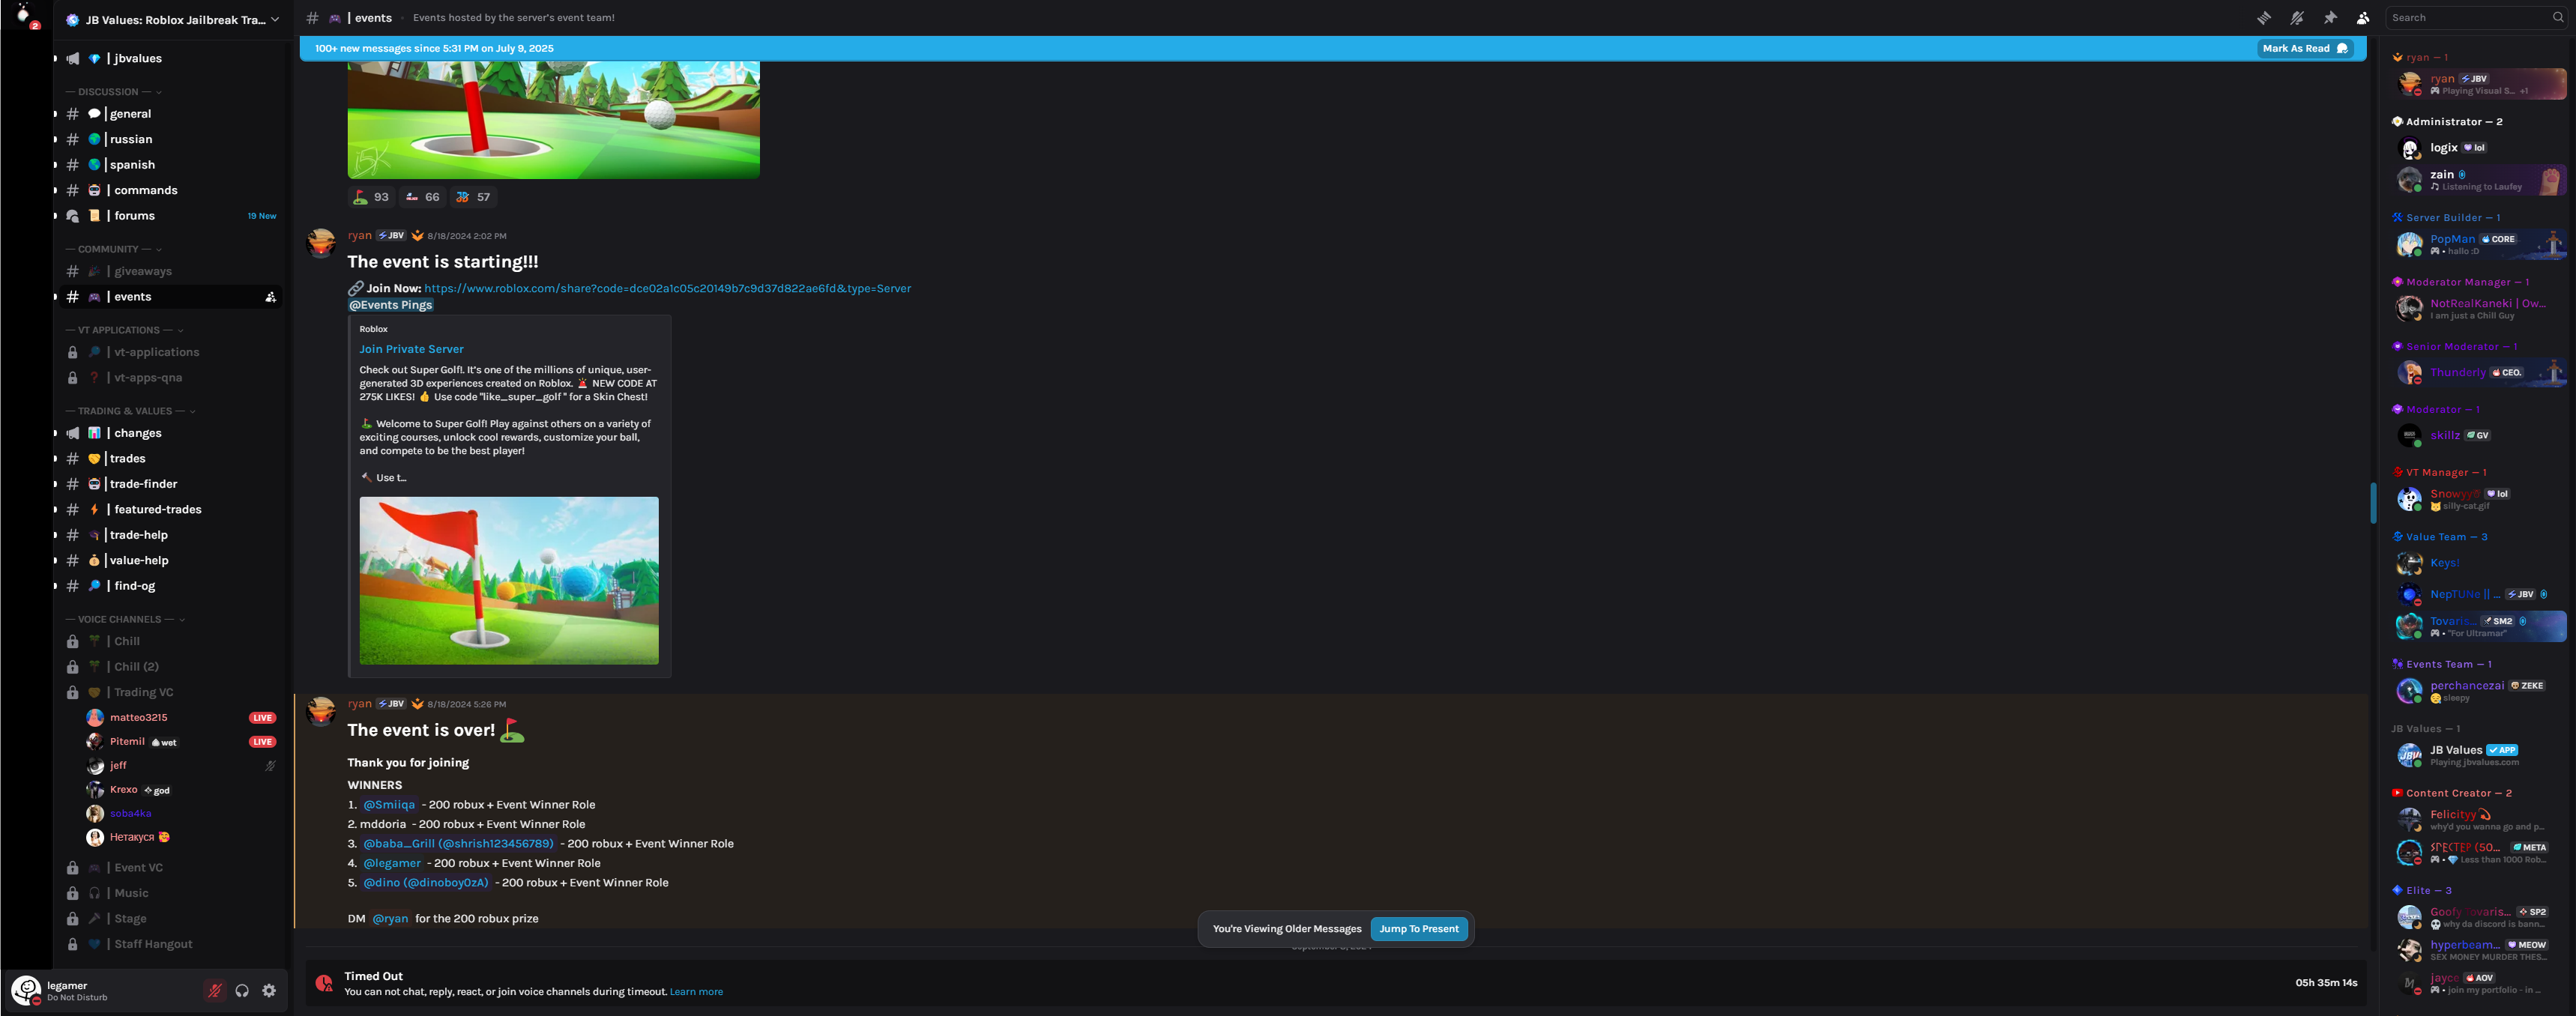 2
JB Values: Roblox Jailbreak Tra...
| jbvalues
— DISCUSSION —
| general
| russian
| spanish
| commands
| forums
19 New
— COMMUNITY —
| giveaways
| events
— VT APPLICATIONS —
| vt-applications
| vt-apps-qna
— TRADING & VALUES —
| changes
| trades
| trade-finder
| featured-trades
| trade-help
| value-help
| find-og
— VOICE CHANNELS —
| Chill
| Chill (2)
| Trading VC
matteo3215 LIVE
Pitemil wet LIVE
jeff
Krexo god
soba4ka
Нетакуся
| Event VC
| Music
| Stage
| Staff Hangout
legamer
Do Not Disturb
| events
Events hosted by the server's event team!
Search
100+ new messages since 5:31 PM on July 9, 2025
Mark As Read
93 66 57
ryan JBV 8/18/2024 2:02 PM
The event is starting!!!
Join Now: https://www.roblox.com/share?code=dce02a1c05c20149b7c9d37d822ae6fd&type=Server
@Events Pings
Roblox
Join Private Server
Check out Super Golf!. It's one of the millions of unique, user-
generated 3D experiences created on Roblox. NEW CODE AT
275K LIKES! Use code "like_super_golf " for a Skin Chest!
Welcome to Super Golf! Play against others on a variety of
exciting courses, unlock cool rewards, customize your ball,
and compete to be the best player!
Use t...
ryan JBV 8/18/2024 5:26 PM
The event is over!
Thank you for joining
WINNERS
1. @Smiiqa - 200 robux + Event Winner Role
2. mddoria - 200 robux + Event Winner Role
3. @baba_Grill (@shrish123456789) - 200 robux + Event Winner Role
4. @legamer - 200 robux + Event Winner Role
5. @dino (@dinoboy0zA) - 200 robux + Event Winner Role
DM @ryan for the 200 robux prize
You're Viewing Older Messages Jump To Present
Timed Out
You can not chat, reply, react, or join voice channels during timeout. Learn more
05h 35m 14s
ryan — 1
ryan JBV
Playing Visual S... +1
Administrator — 2
logix lol
zain
Listening to Laufey
Server Builder — 1
PopMan CORE
• hallo :D
Moderator Manager — 1
NotRealKaneki | Ow...
I am just a Chill Guy
Senior Moderator — 1
Thunderly CEO.
Moderator — 1
skillz GV
VT Manager — 1
Snowyy lol
silly-cat.gif
Value Team — 3
Keys!
NepTUNe || ... JBV
Tovaris... SM2
• "For Ultramar"
Events Team — 1
perchancezai ZEKE
sleepy
JB Values — 1
JB Values APP
Playing jbvalues.com
Content Creator — 2
Felicityy
why'd you wanna go and p...
(50... META
• Less than 1000 Rob...
Elite — 3
Goofy Tovaris... SP2
why da discord is bann...
hyperbeam... MEOW
SEX MONEY MURDER THES...
jayce AOV
• join my portfolio - in ...